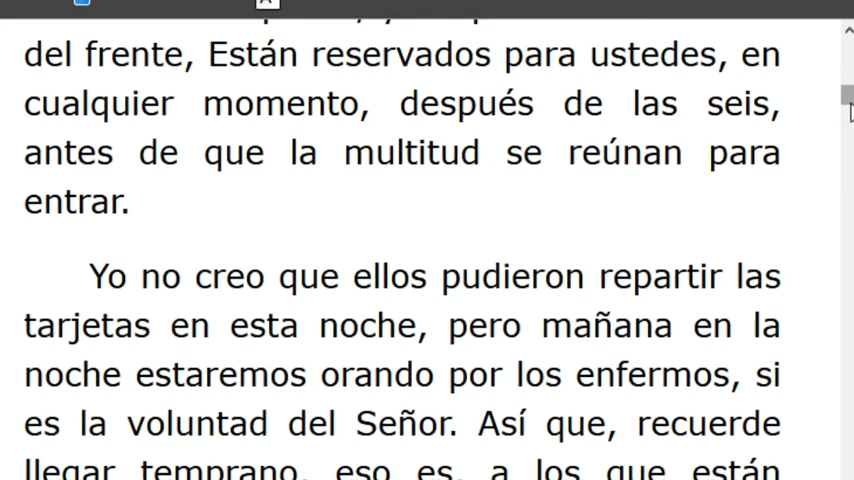 del frente, Están reservados para ustedes, en
cualquier momento, después de las seis,
antes de que la multitud se reúnan para
entrar.
Yo no creo que ellos pudieron repartir las
tarjetas en esta noche, pero mañana en la
noche estaremos orando por los enfermos, si
es la voluntad del Señor. Así que, recuerde
llegar temprano, eso es, a los que están